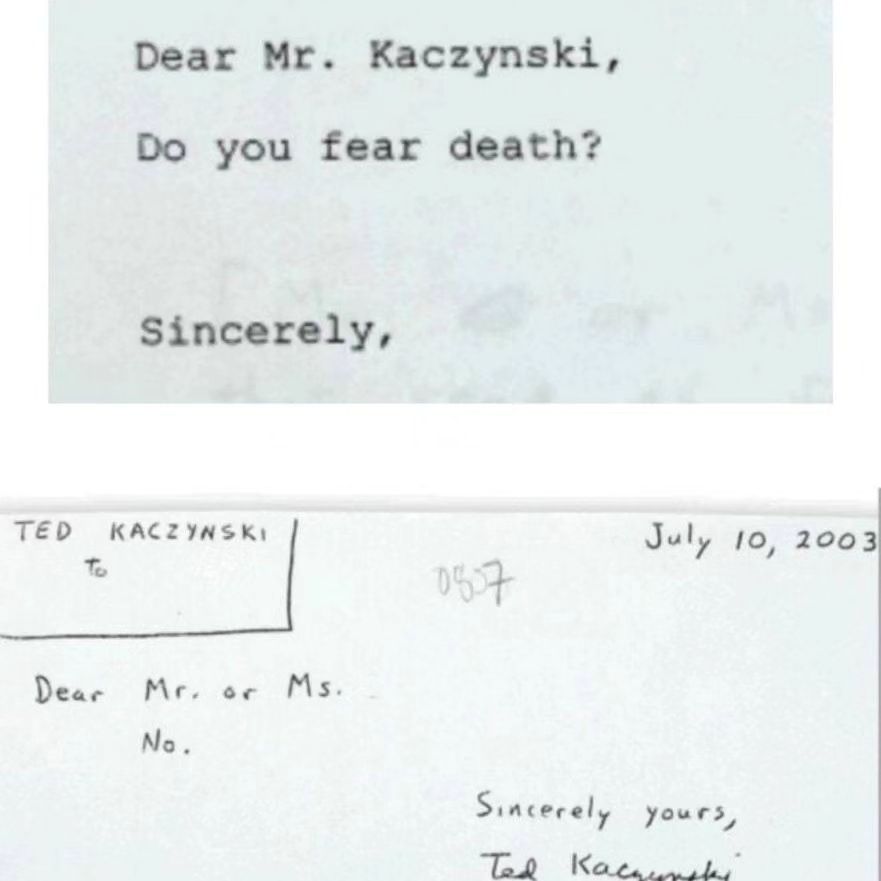 Dear Mr. Kaczynski,
Do you fear death?
Sincerely,
TED KACZYNSKI
To
July 10, 2003
Dear Mr. or Ms.
No.
Sincerely yours,
Ted Kaczynski